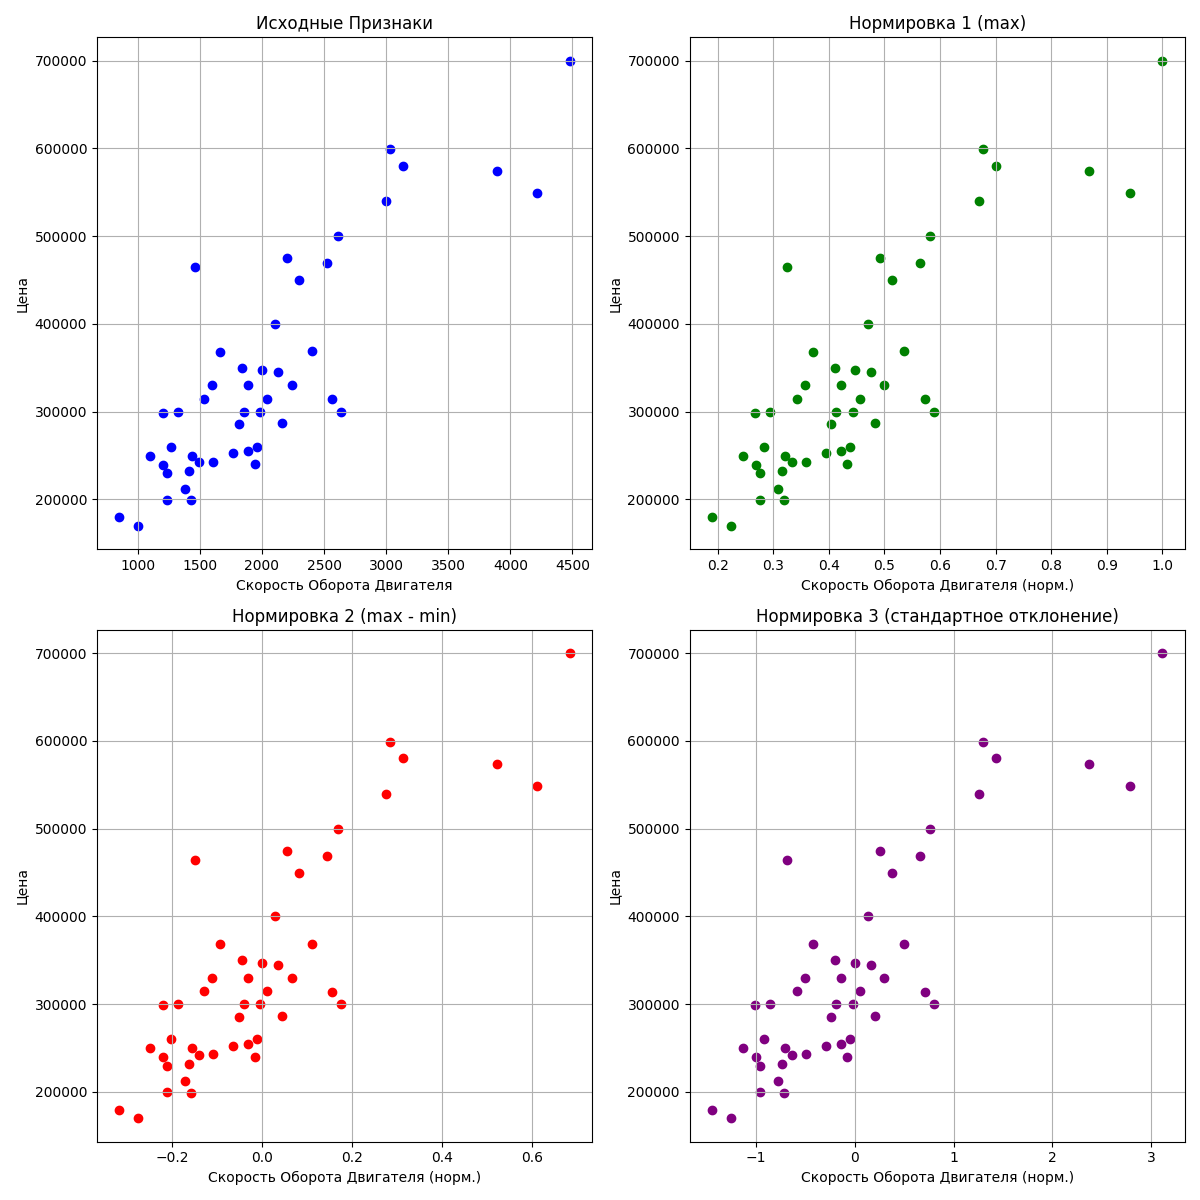 Исходные Признаки
700000
600000
500000
400000
300000
200000
Цена
1000 1500 2000 2500 3000 3500 4000 4500
Скорость Оборота Двигателя
Нормировка 1 (max)
700000
600000
500000
400000
300000
200000
Цена
0.2 0.3 0.4 0.5 0.6 0.7 0.8 0.9 1.0
Скорость Оборота Двигателя (норм.)
Нормировка 2 (max - min)
700000
600000
500000
400000
300000
200000
Цена
−0.2 0.0 0.2 0.4 0.6
Скорость Оборота Двигателя (норм.)
Нормировка 3 (стандартное отклонение)
700000
600000
500000
400000
300000
200000
Цена
−1 0 1 2 3
Скорость Оборота Двигателя (норм.)